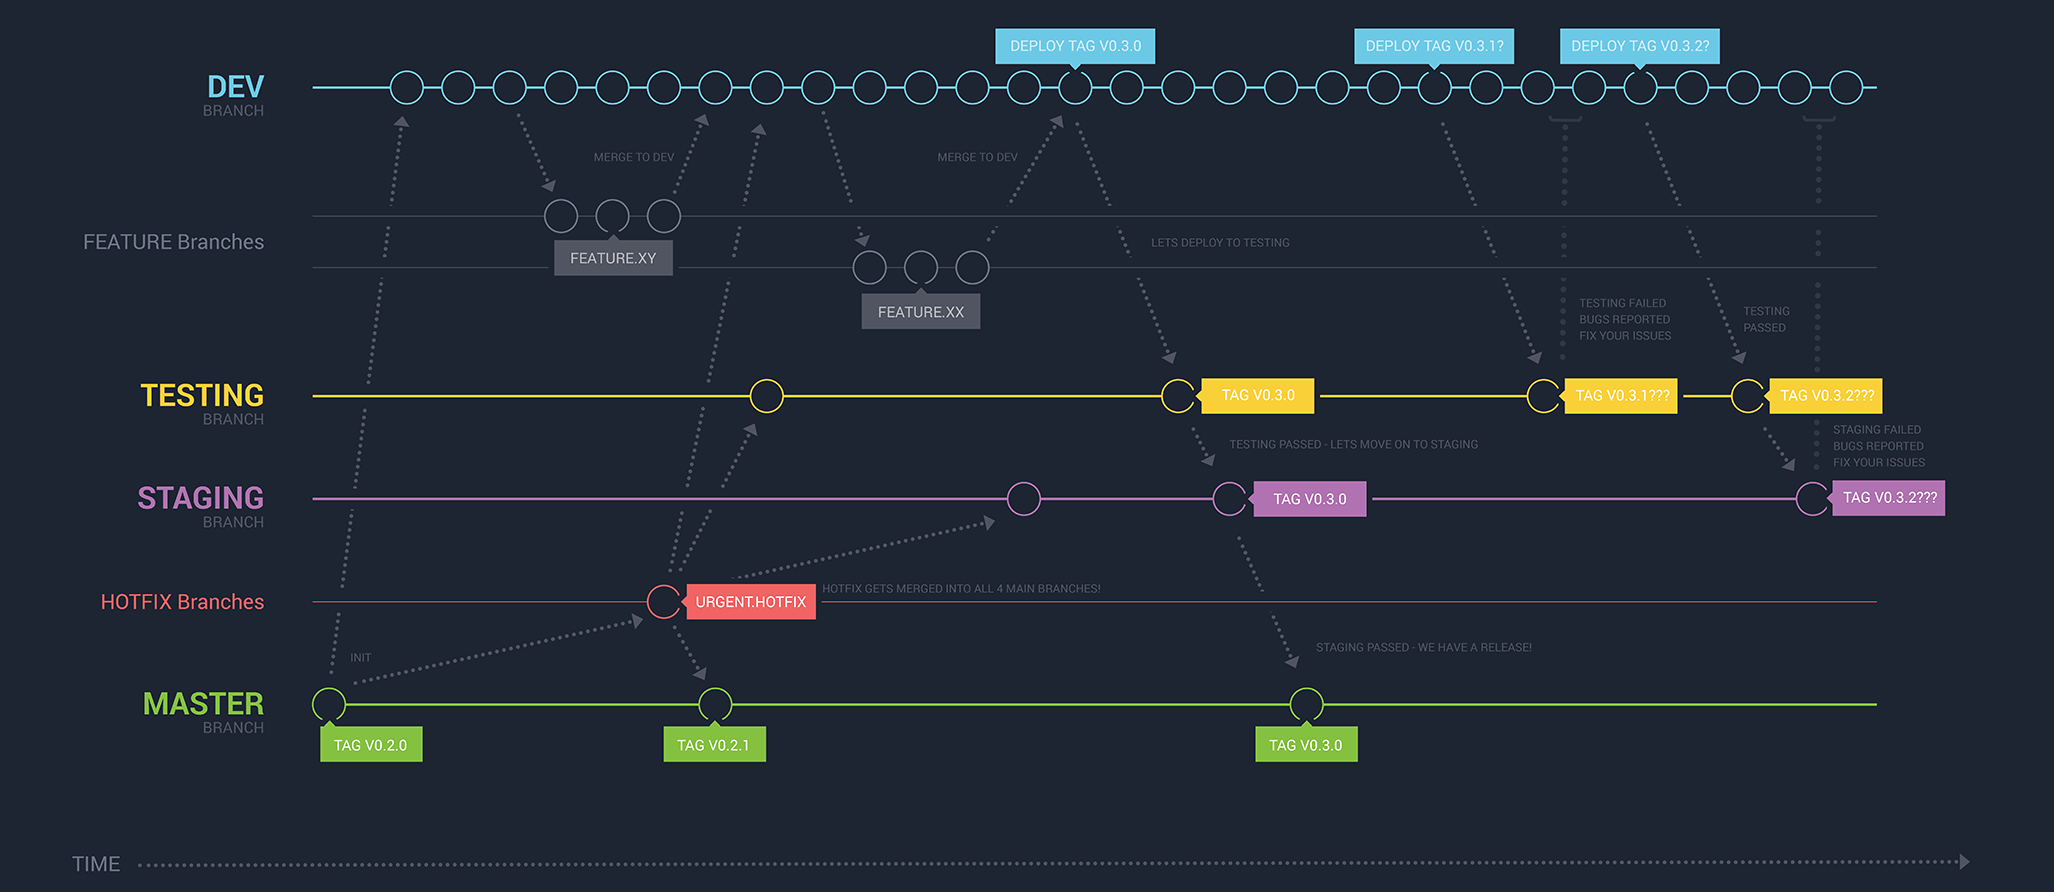 DEPLOY TAG V0.3.0
DEPLOY TAG V0.3.1?
DEPLOY TAG V0.3.2?
DEV
BRANCH
MERGE TO DEV
MERGE TO DEV
FEATURE Branches
FEATURE.XY
LETS DEPLOY TO TESTING
FEATURE.XX
TESTING FAILED
BUGS REPORTED
FIX YOUR ISSUES
TESTING
PASSED
TESTING
BRANCH
TAG V0.3.0
TAG V0.3.1???
TAG V0.3.2???
TESTING PASSED - LETS MOVE ON TO STAGING
STAGING FAILED
BUGS REPORTED
FIX YOUR ISSUES
STAGING
BRANCH
TAG V0.3.0
TAG V0.3.2???
HOTFIX Branches
URGENT.HOTFIX
HOTFIX GETS MERGED INTO ALL 4 MAIN BRANCHES!
INIT
STAGING PASSED - WE HAVE A RELEASE!
MASTER
BRANCH
TAG V0.2.0
TAG V0.2.1
TAG V0.3.0
TIME